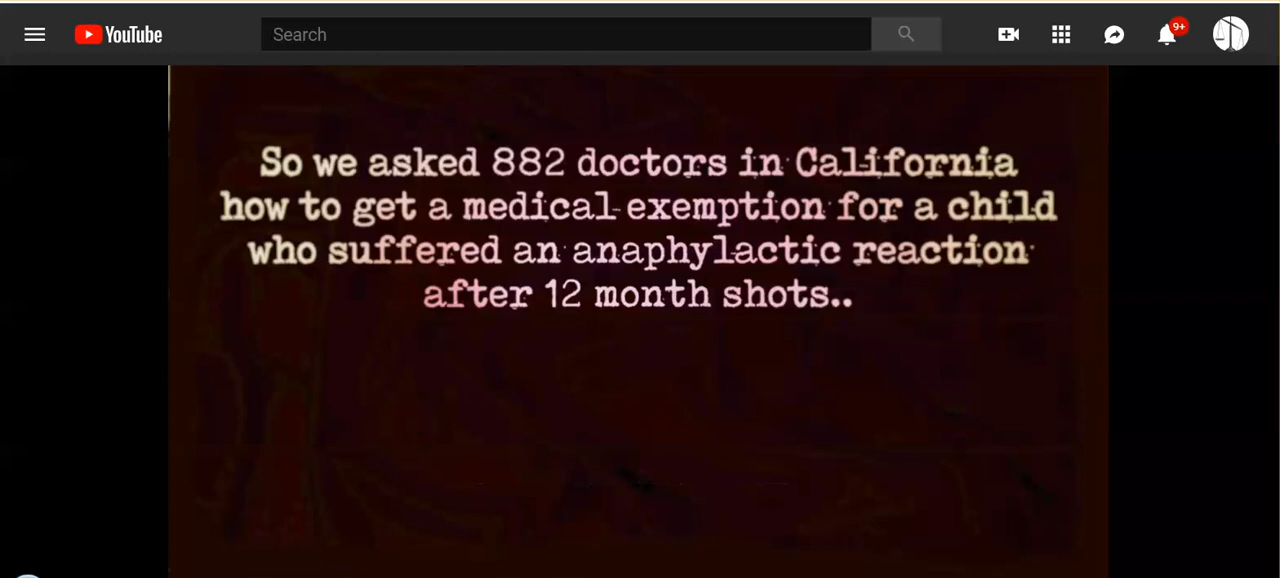 YouTube
Search
9+
So we asked 882 doctors in California
how to get a medical exemption for a child
who suffered an anaphylactic reaction
after 12 month shots..